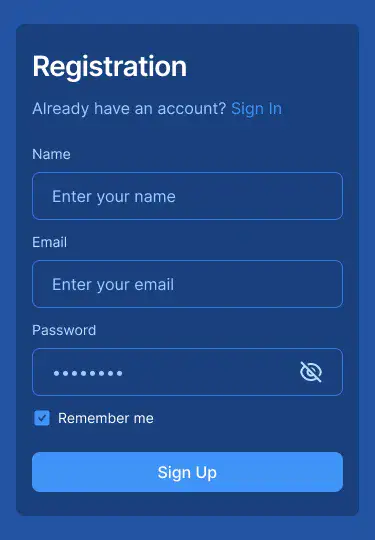 Registration
Already have an account? Sign In
Name
Enter your name
Email
Enter your email
Password
••••••••
Remember me
Sign Up